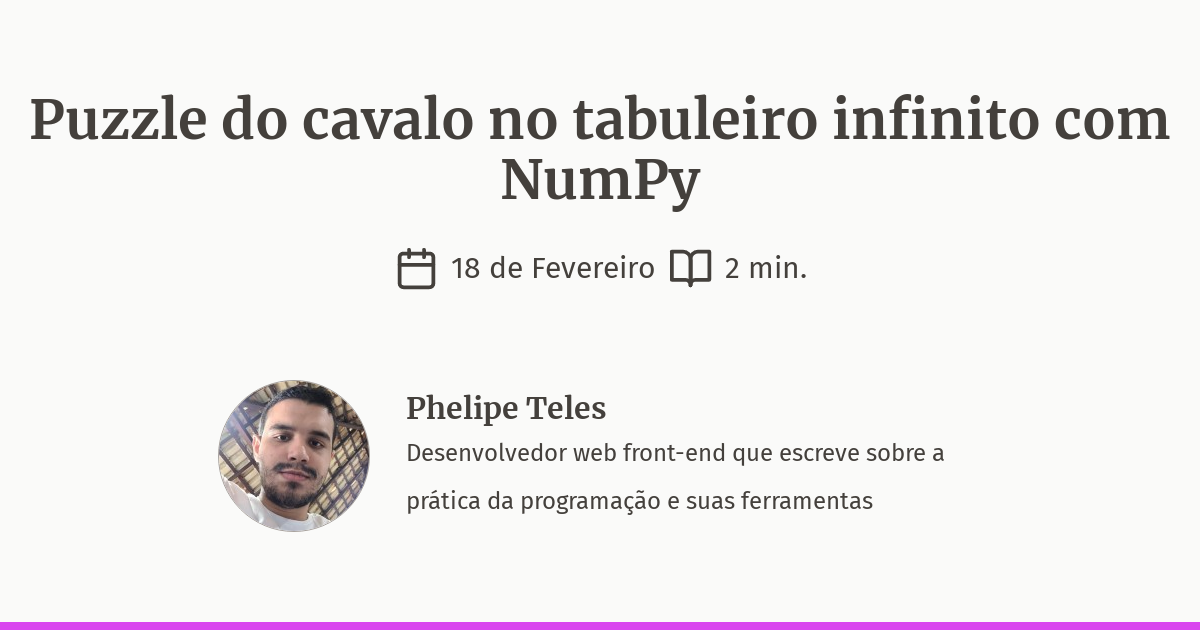 Puzzle do cavalo no tabuleiro infinito com
NumPy
18 de Fevereiro 2 min.
Phelipe Teles
Desenvolvedor web front-end que escreve sobre a
prática da programação e suas ferramentas